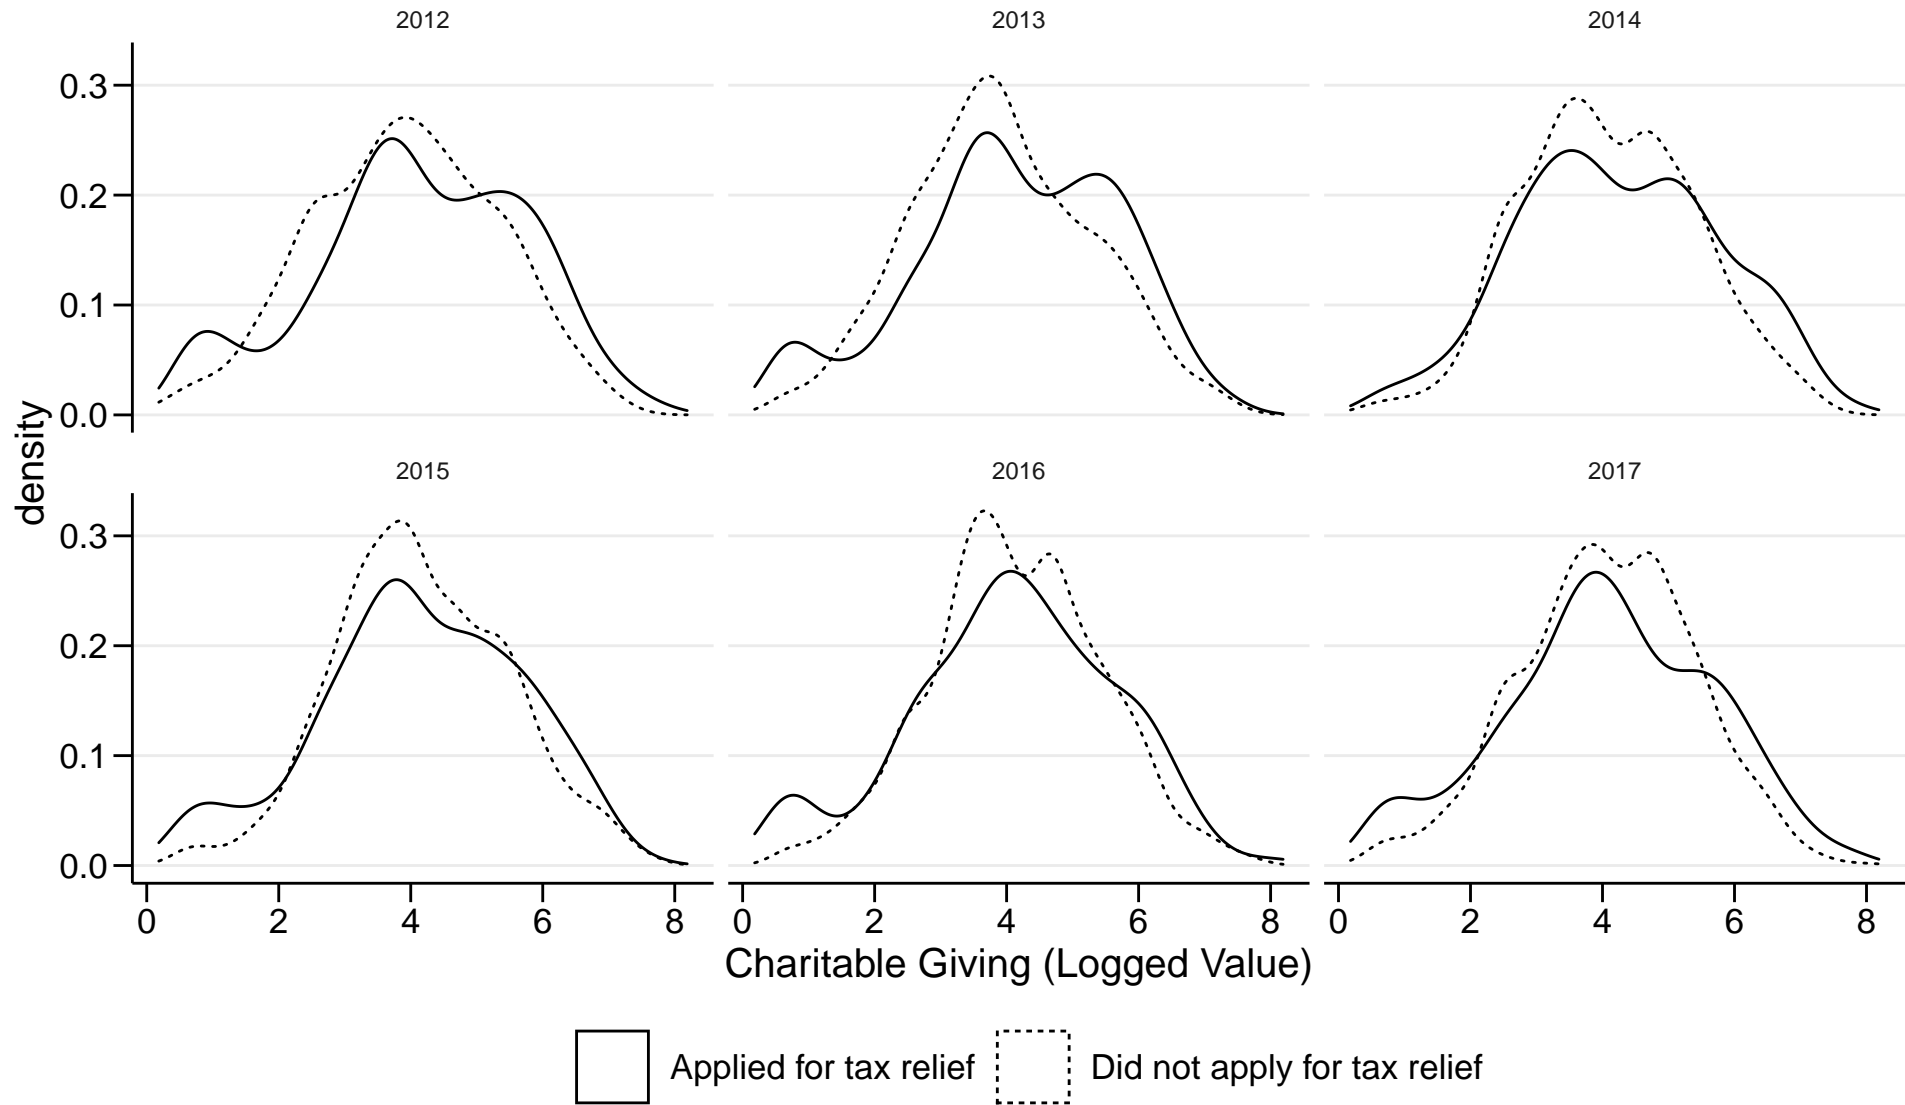 2012 2013 2014
0.3
0.2
0.1
0.0
density
2015 2016 2017
0.3
0.2
0.1
0.0
0 2 4 6 8 0 2 4 6 8 0 2 4 6 8
Charitable Giving (Logged Value)
Applied for tax relief Did not apply for tax relief